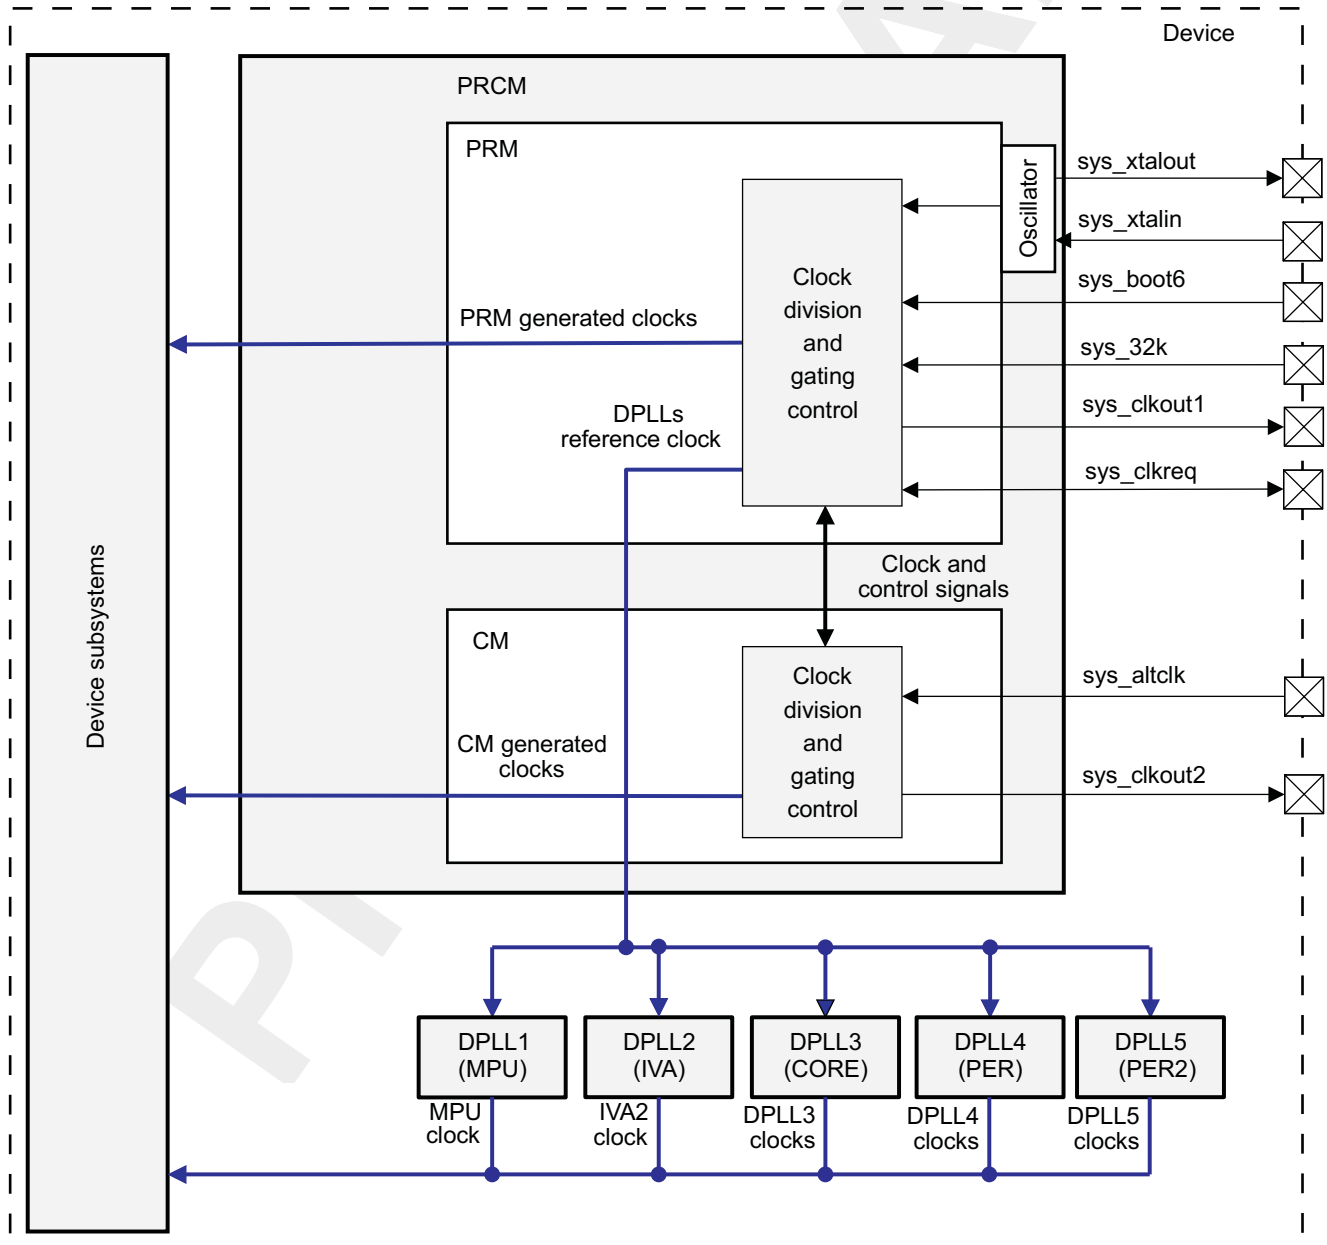 Device
PRCM
PRM
Oscillator
sys_xtalout
sys_xtalin
sys_boot6
sys_32k
sys_clkout1
sys_clkreq
Clock
division
and
gating
control
PRM generated clocks
DPLLs
reference clock
Clock and
control signals
Device subsystems
CM
Clock
division
and
gating
control
sys_altclk
sys_clkout2
CM generated
clocks
DPLL1
(MPU)
DPLL2
(IVA)
DPLL3
(CORE)
DPLL4
(PER)
DPLL5
(PER2)
MPU
clock
IVA2
clock
DPLL3
clocks
DPLL4
clocks
DPLL5
clocks